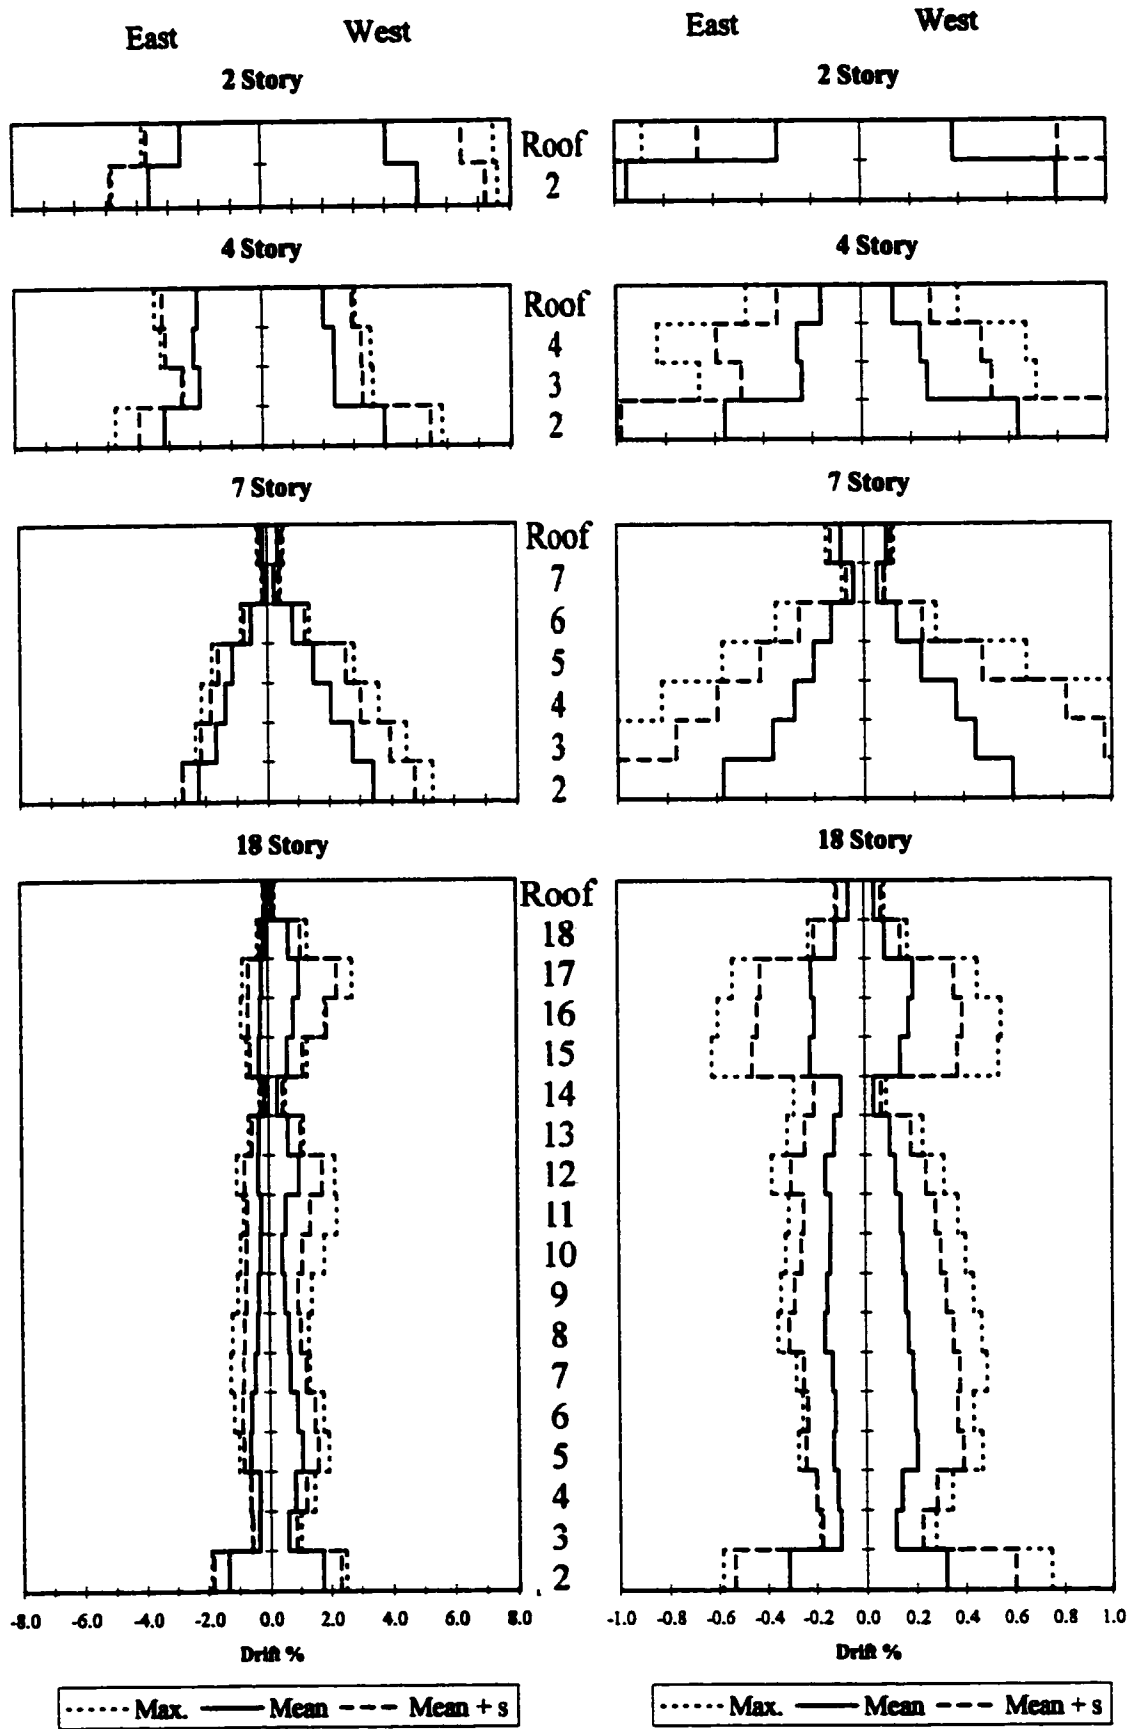 East West East West
2 Story 2 Story
Roof
2
4 Story 4 Story
Roof
4
3
2
7 Story 7 Story
Roof
7
6
5
4
3
2
18 Story 18 Story
Roof
18
17
16
15
14
13
12
11
10
9
8
7
6
5
4
3
2
-8.0 -6.0 -4.0 -2.0 0.0 2.0 4.0 6.0 8.0 -1.0 -0.8 -0.6 -0.4 -0.2 0.0 0.2 0.4 0.6 0.8 1.0
Drift % Drift %
Max. Mean Mean + s Max. Mean Mean + s